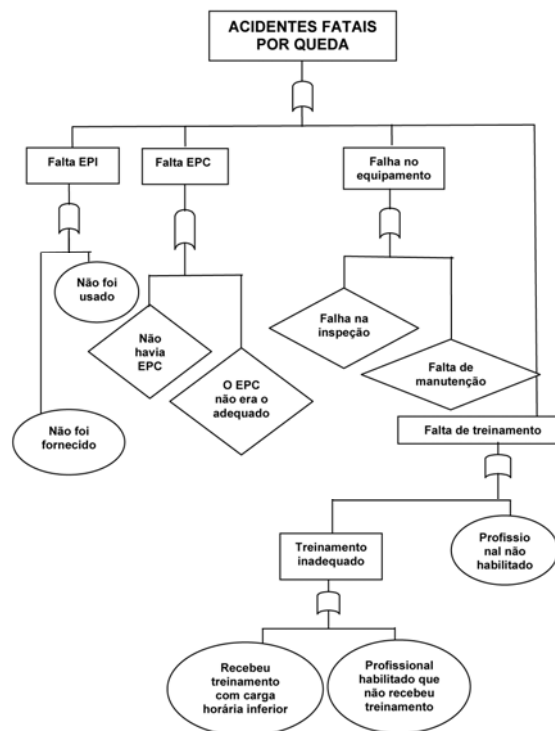 ACIDENTES FATAIS
POR QUEDA
Falta EPI
Falta EPC
Falha no
equipamento
Não foi
usado
Não
havia
EPC
O EPC
não era o
adequado
Não foi
fornecido
Falha na
inspeção
Falta de
manutenção
Falta de treinamento
Treinamento
inadequado
Profissio
nal não
habilitado
Recebeu
treinamento
com carga
horária inferior
Profissional
habilitado que
não recebeu
treinamento